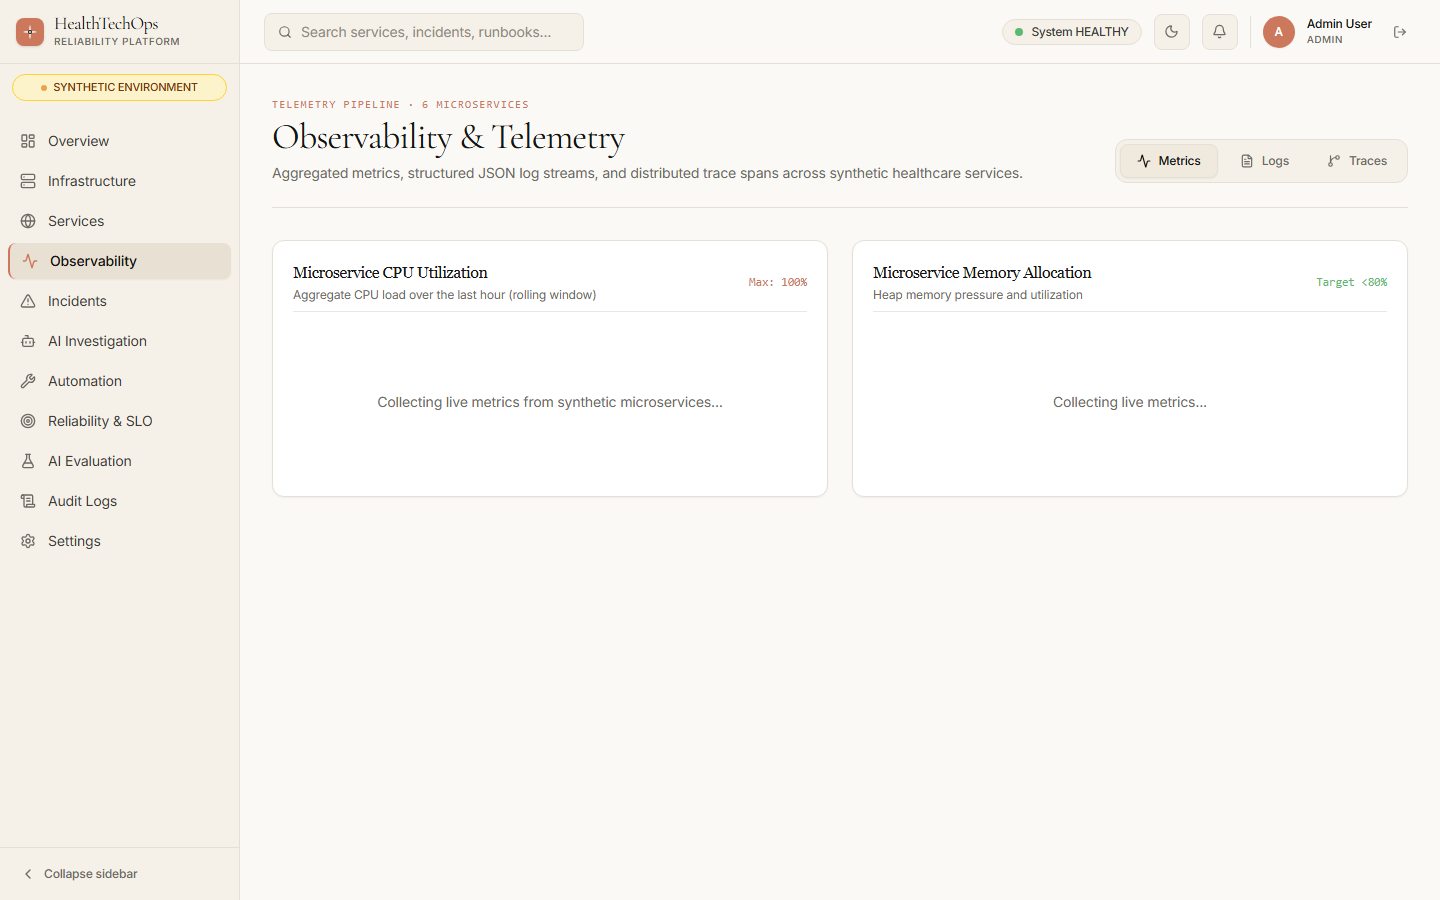 HealthTechOps
RELIABILITY PLATFORM
SYNTHETIC ENVIRONMENT
Overview
Infrastructure
Services
Observability
Incidents
AI Investigation
Automation
Reliability & SLO
AI Evaluation
Audit Logs
Settings
Collapse sidebar
Search services, incidents, runbooks...
System HEALTHY
A
Admin User
ADMIN
TELEMETRY PIPELINE · 6 MICROSERVICES
Observability & Telemetry
Aggregated metrics, structured JSON log streams, and distributed trace spans across synthetic healthcare services.
Metrics
Logs
Traces
Microservice CPU Utilization
Aggregate CPU load over the last hour (rolling window)
Max: 100%
Collecting live metrics from synthetic microservices...
Microservice Memory Allocation
Heap memory pressure and utilization
Target <80%
Collecting live metrics...